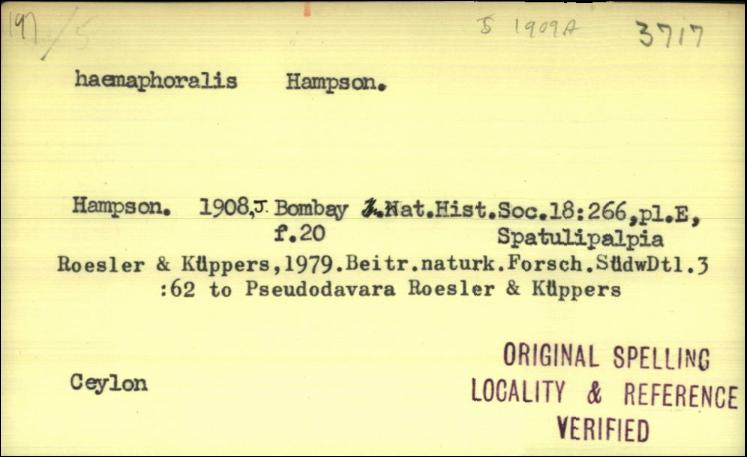 197/5 J 1909A 3717
haemaphoralis Hampson.
Hampson. 1908, J. Bombay .Nat.Hist.Soc.18:266,pl.E,
f.20 Spatulipalpia
Roesler & Küppers,1979.Beitr.naturk.Forsch.SüdwDtl.3
:62 to Pseudodavara Roesler & Küppers
Ceylon
ORIGINAL SPELLING
LOCALITY & REFERENCE
VERIFIED